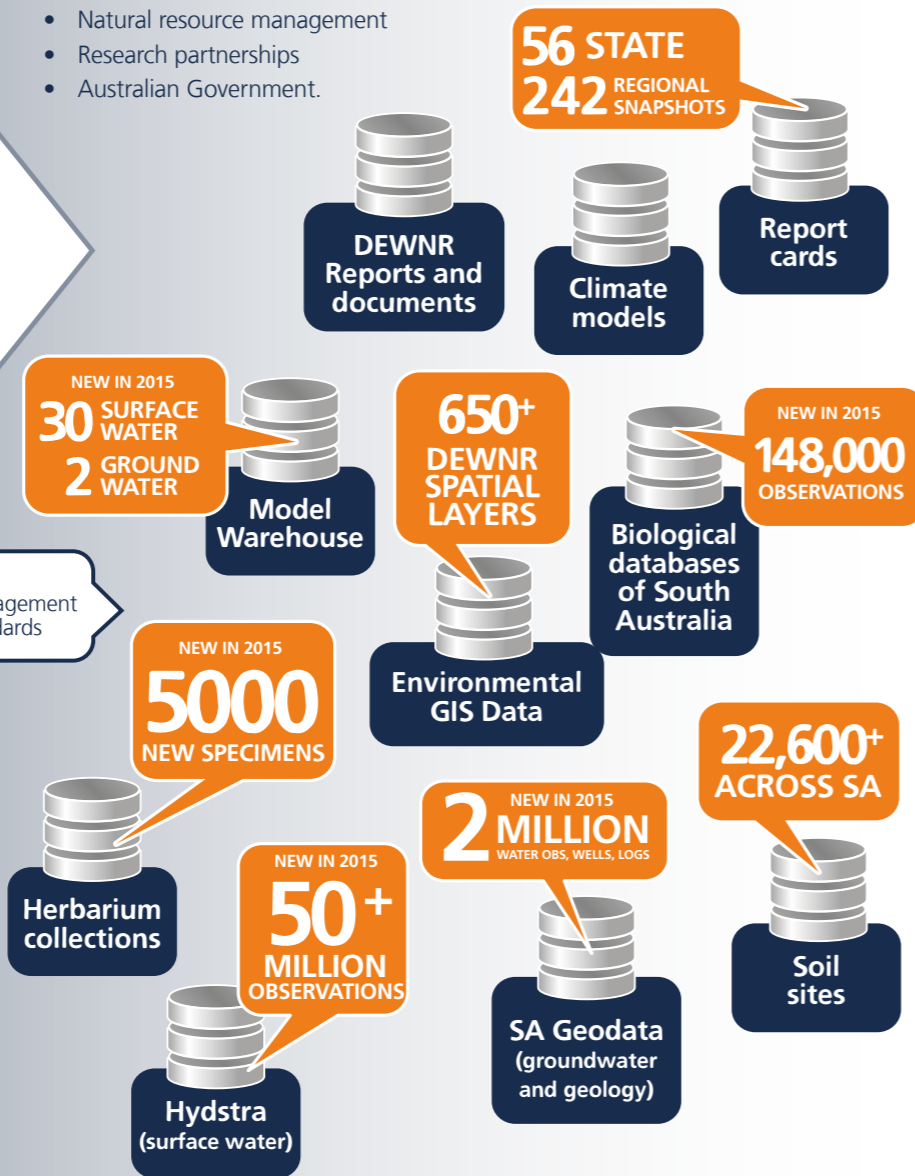 • Natural resource management
• Research partnerships
• Australian Government.
56 STATE
242 REGIONAL
SNAPSHOTS
DEWNR
Reports and
documents
Climate
models
Report
cards
NEW IN 2015
30 SURFACE
WATER
2 GROUND
WATER
Model
Warehouse
650+
DEWNR
SPATIAL
LAYERS
Environmental
GIS Data
NEW IN 2015
148,000
OBSERVATIONS
Biological
databases
of South
Australia
NEW IN 2015
5000
NEW SPECIMENS
Herbarium
collections
NEW IN 2015
50+
MILLION
OBSERVATIONS
Hydstra
(surface water)
NEW IN 2015
2 MILLION
WATER OBS, WELLS, LOGS
SA Geodata
(groundwater
and geology)
22,600+
ACROSS SA
Soil
sites